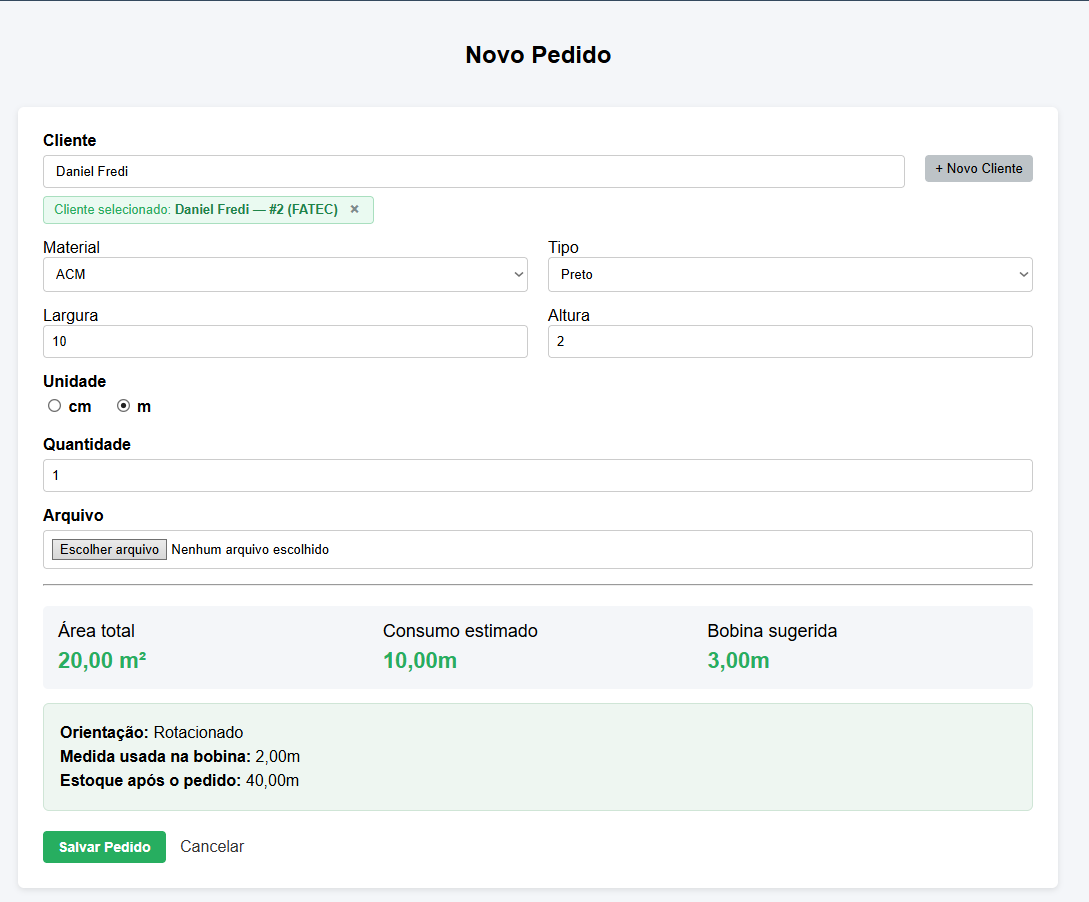 Novo Pedido
Cliente
Daniel Fredi
+ Novo Cliente
Cliente selecionado: Daniel Fredi — #2 (FATEC) ×
Material
Tipo
ACM
Preto
Largura
Altura
10
2
Unidade
cm
m
Quantidade
1
Arquivo
Escolher arquivo Nenhum arquivo escolhido
Área total
Consumo estimado
Bobina sugerida
20,00 m²
10,00m
3,00m
Orientação: Rotacionado
Medida usada na bobina: 2,00m
Estoque após o pedido: 40,00m
Salvar Pedido
Cancelar